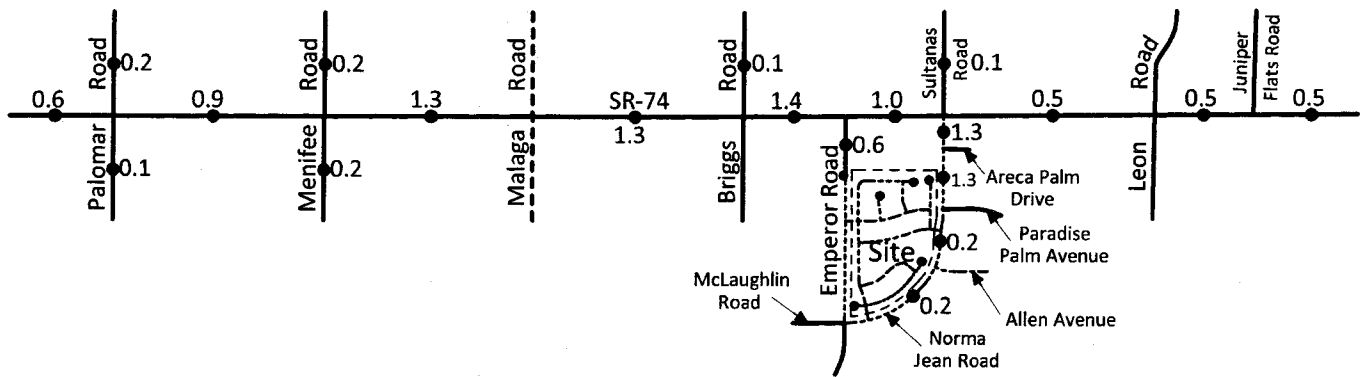 Palomar Road
Menifee Road
Malaga Road
Briggs Road
Sultanas
Road
Leon Road
Juniper
Flats Road
0.2
0.2
0.1
0.1
0.6
0.9
1.3
SR-74
1.3
1.4
1.0
0.5
0.5
0.5
0.1
0.2
0.6
1.3
1.3
Emperor Road
Areca Palm
Drive
Paradise
Palm Avenue
Site
0.2
McLaughlin
Road
0.2
Allen Avenue
Norma
Jean Road